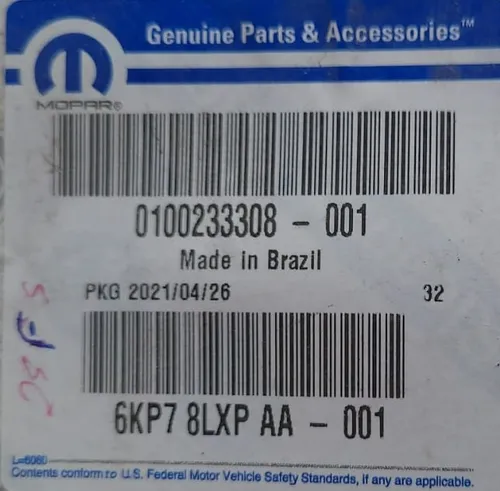 Genuine Parts & Accessories™
MOPAR®
0100233308 - 001
Made in Brazil
PKG 2021/04/26 32
6KP7 8LXP AA - 001
L=6060
Contents conform to U.S. Federal Motor Vehicle Safety Standards, if any are applicable.